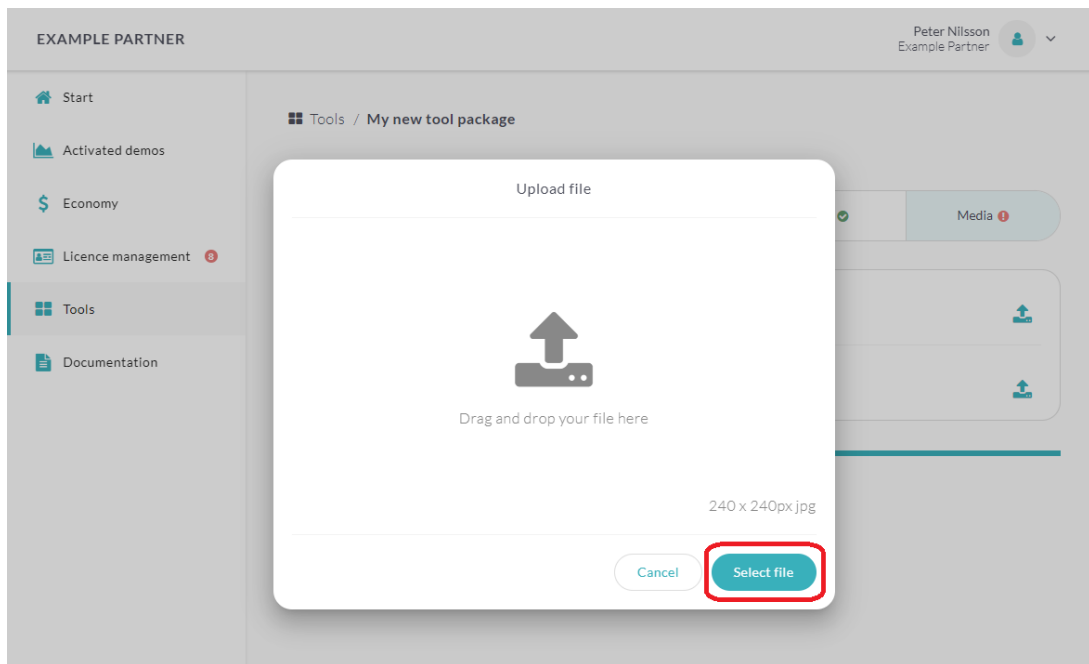 EXAMPLE PARTNER
Peter Nilsson
Example Partner
Start
Activated demos
Economy
Licence management 8
Tools
Documentation
Tools / My new tool package
Media
Upload file
Drag and drop your file here
240 x 240px jpg
Cancel
Select file